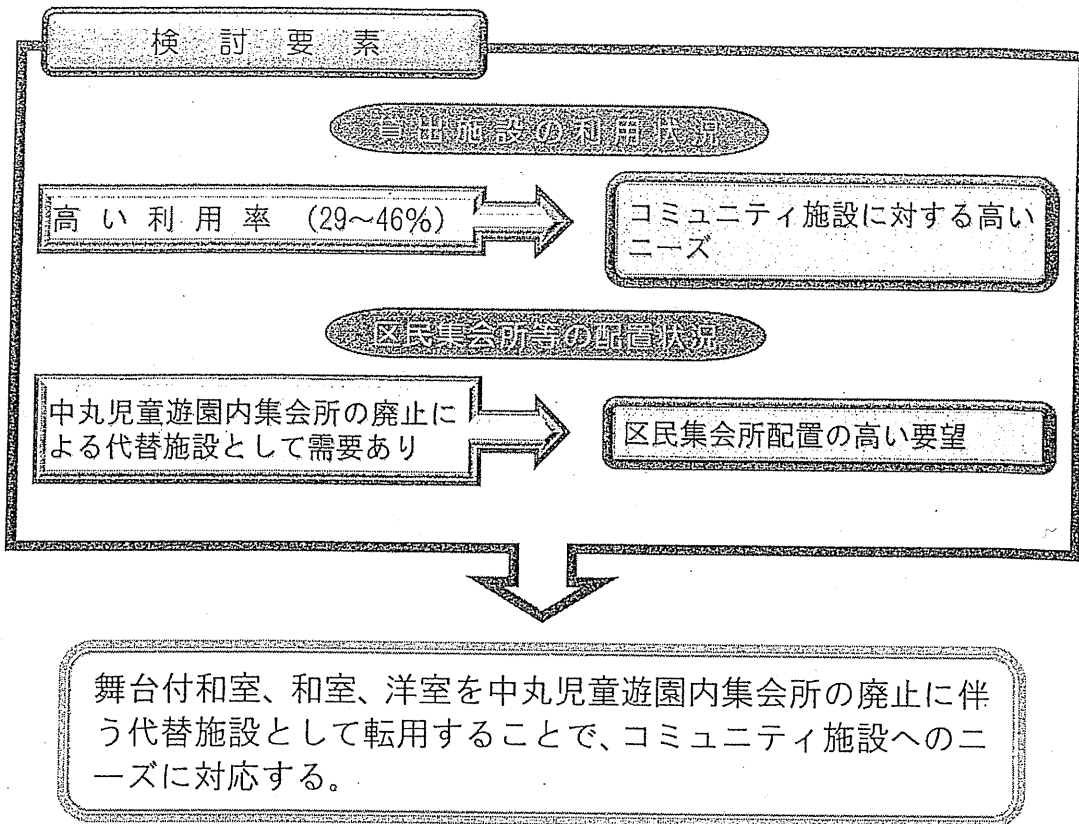 検討要素
貸出施設の利用状況
高い利用率 (29～46%)
コミュニティ施設に対する高い
ニーズ
区民集会所等の配置状況
中丸児童遊園内集会所の廃止に
よる代替施設として需要あり
区民集会所配置の高い要望
舞台付和室、和室、洋室を中丸児童遊園内集会所の廃止に伴
う代替施設として転用することで、コミュニティ施設へのニ
ーズに対応する。